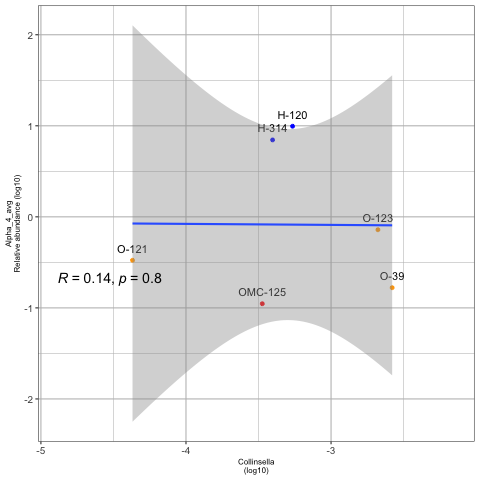 Alpha_4_avg
Relative abundance (log10)
2
1
0
-1
-2
H-120
H-314
O-123
O-121
O-39
R = 0.14, p = 0.8
OMC-125
-5
-4
-3
Collinsella
(log10)